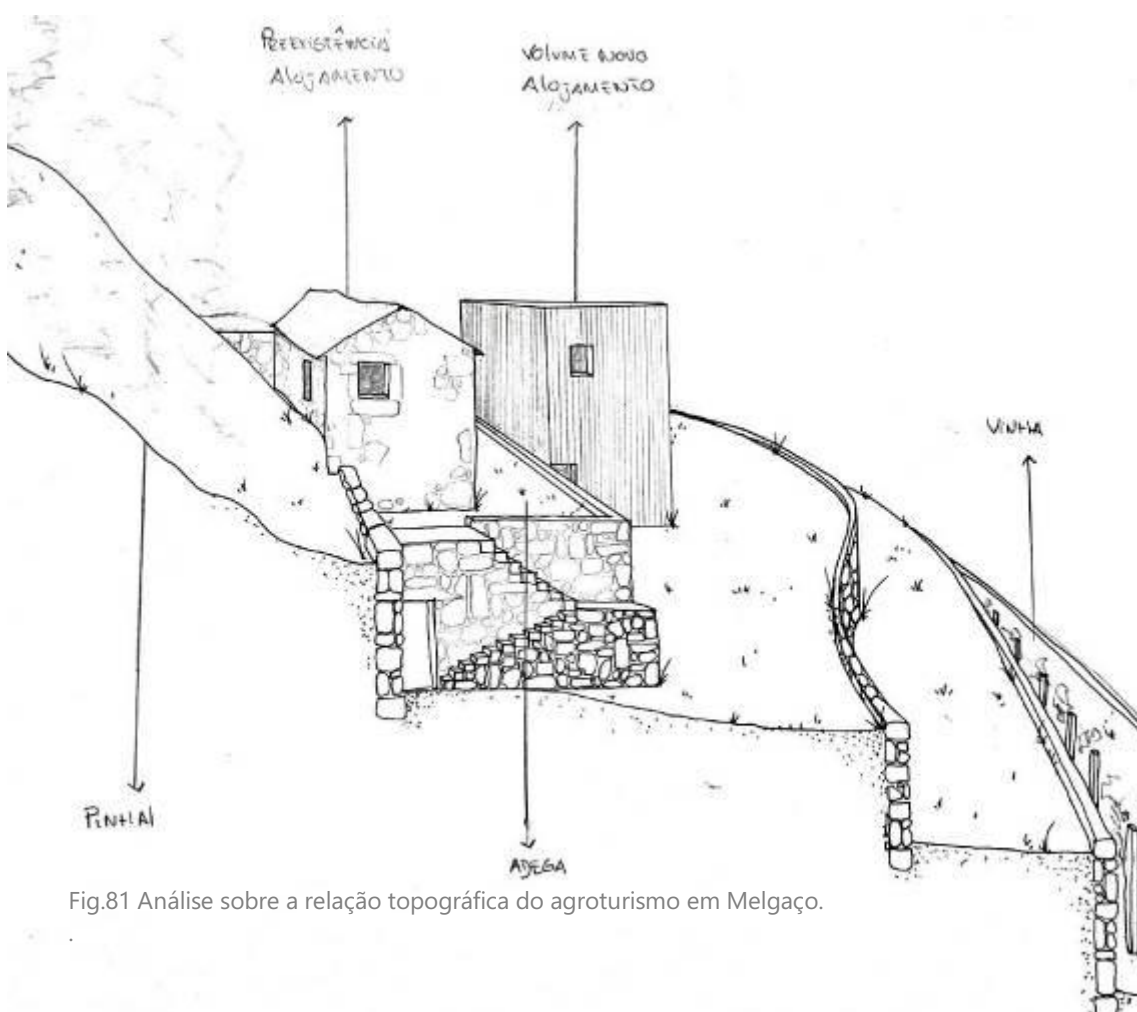 PREEXISTÊNCIA
ALOJAMENTO
VOLUME NOVO
ALOJAMENTO
VINHA
PINHAL
ADEGA
Fig.81 Análise sobre a relação topográfica do agroturismo em Melgaço.
.